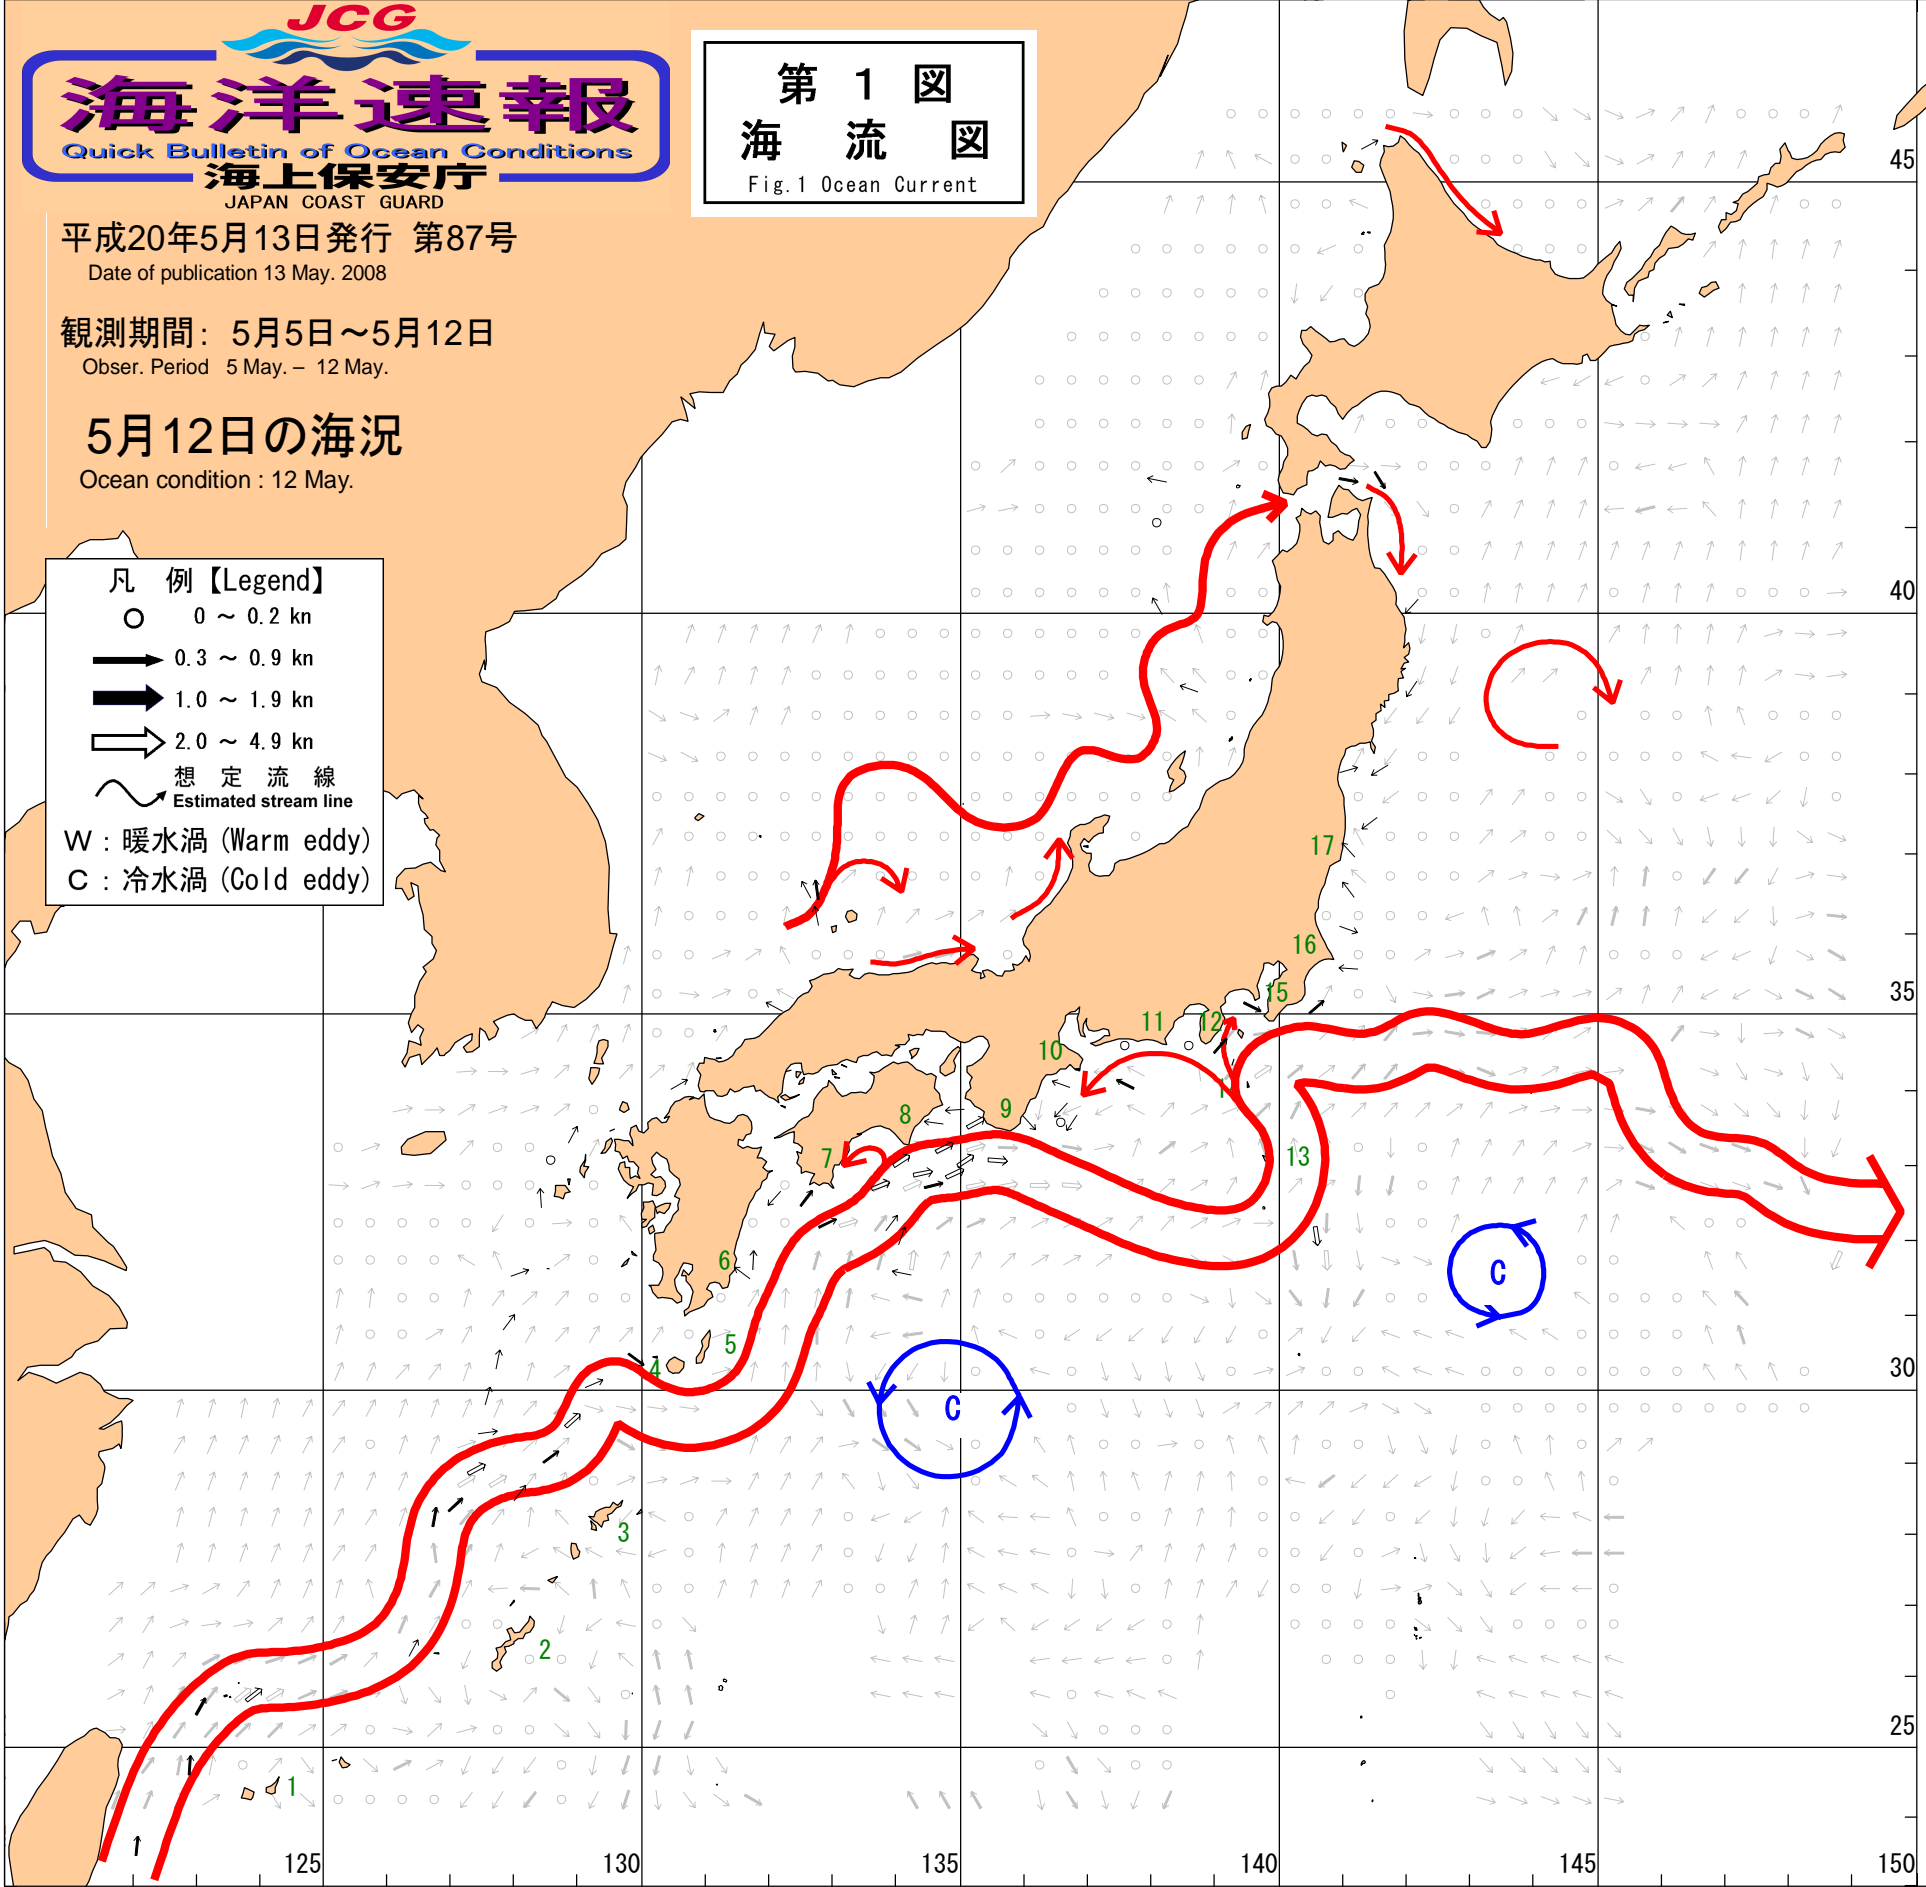 JCG
海洋速報
Quick Bulletin of Ocean Conditions
海上保安庁
JAPAN COAST GUARD
平成20年5月13日発行 第87号
Date of publication 13 May. 2008
観測期間: 5月5日～5月12日
Obser. Period 5 May. – 12 May.
5月12日の海況
Ocean condition : 12 May.
第 1 図
海 流 図
Fig.1 Ocean Current
凡 例【Legend】
0 ～ 0.2 kn
0.3 ～ 0.9 kn
1.0 ～ 1.9 kn
2.0 ～ 4.9 kn
想 定 流 線
Estimated stream line
W : 暖水渦 (Warm eddy)
C : 冷水渦 (Cold eddy)
45
40
17
16
15
35
12
11
10
1
9
8
7
13
6
C
5
4
30
C
3
2
25
1
125
130
135
140
145
150